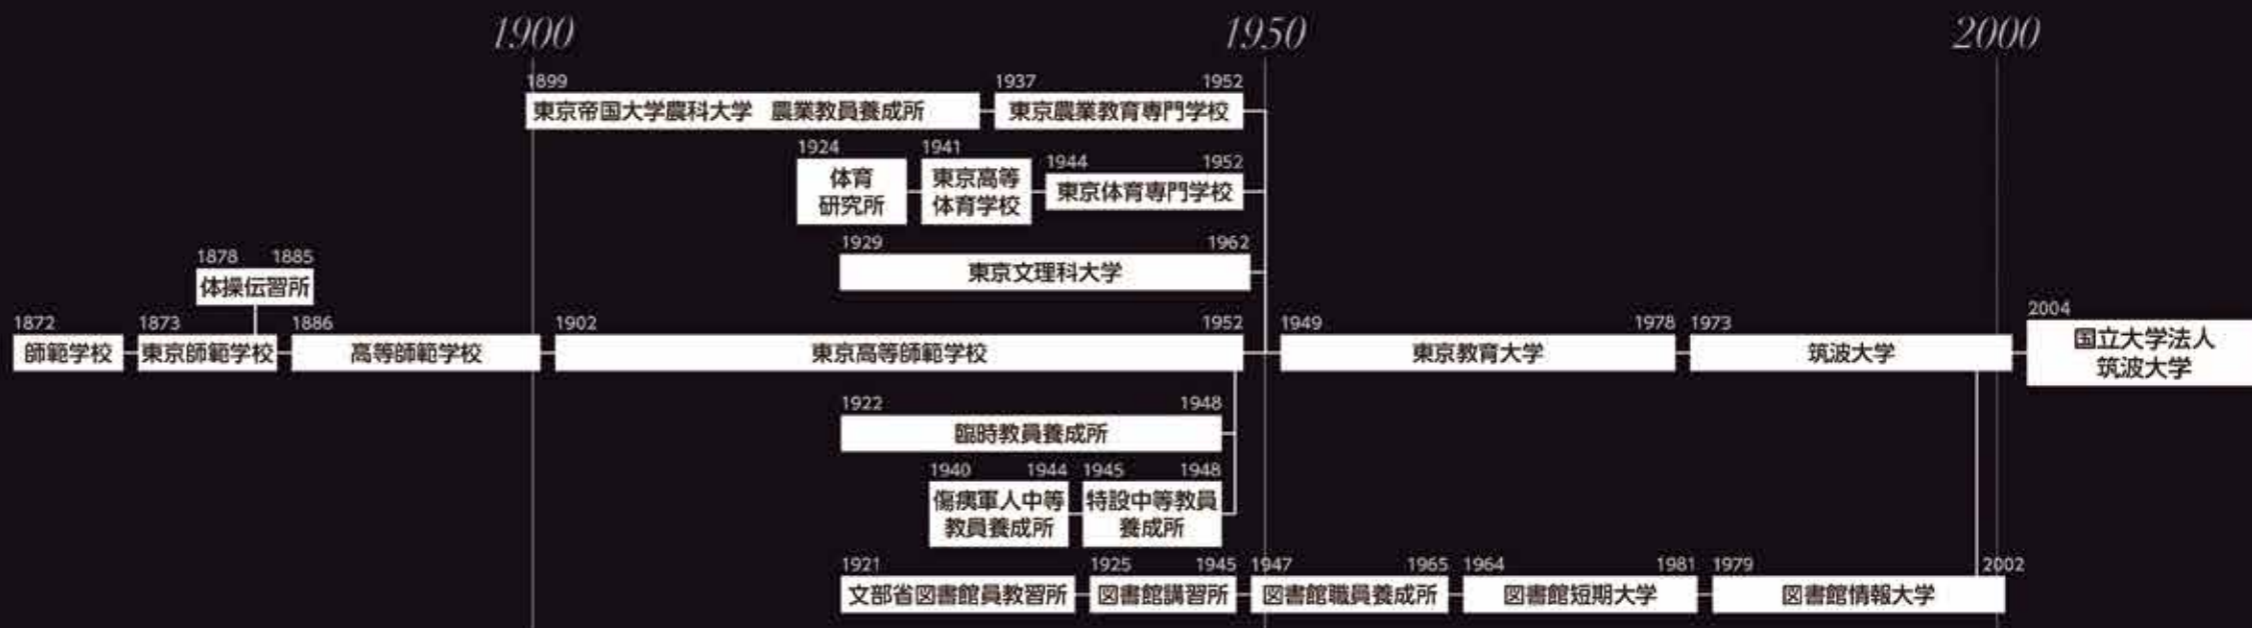 1900 1950 2000
1899 1937 1952
東京帝国大学農科大学　農業教員養成所 東京農業教育専門学校
1924 1941 1944 1952
体育
研究所
東京高等
体育学校
東京体育専門学校
1929 1962
東京文理科大学
1878 1885
体操伝習所
1872 1873 1886 1902 1952 1949 1978 1973 2004
師範学校 東京師範学校 高等師範学校 東京高等師範学校 東京教育大学 筑波大学
国立大学法人
筑波大学
1922 1948
臨時教員養成所
1940 1944 1945 1948
傷痍軍人中等
教員養成所
特設中等教員
養成所
1921 1925 1945 1947 1965 1964 1981 1979 2002
文部省図書館員教習所 図書館講習所 図書館職員養成所 図書館短期大学 図書館情報大学